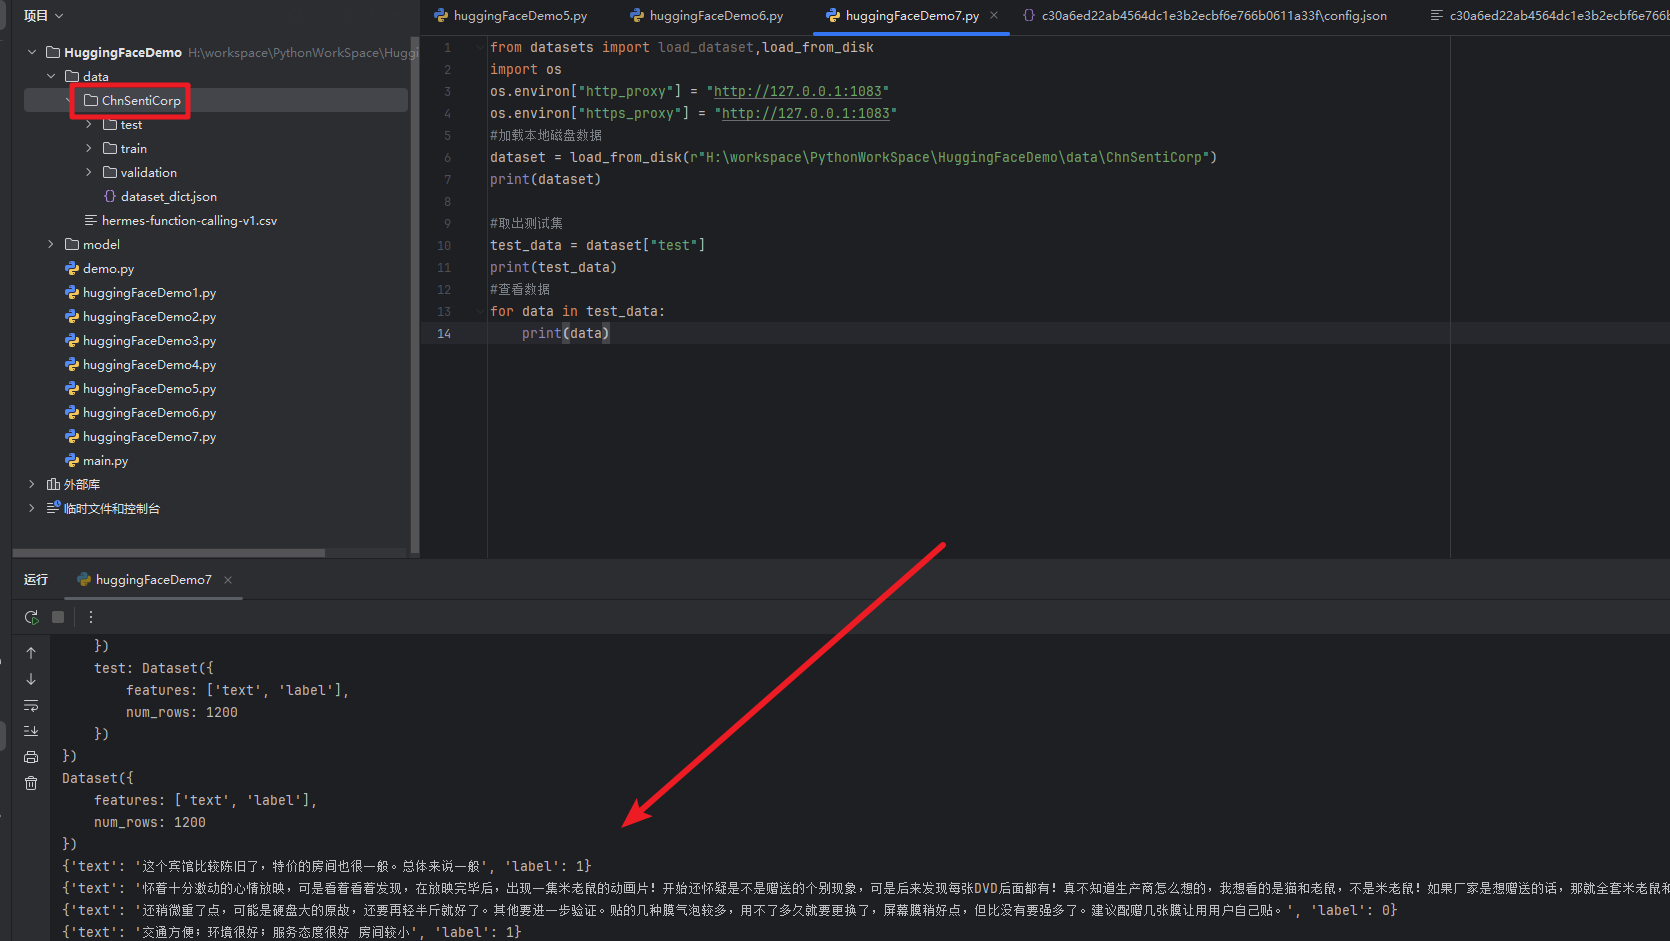 项目
HuggingFaceDemo H:\workspace\PythonWorkSpace\Huggi
data
ChnSentiCorp
test
train
validation
{} dataset_dict.json
hermes-function-calling-v1.csv
model
demo.py
huggingFaceDemo1.py
huggingFaceDemo2.py
huggingFaceDemo3.py
huggingFaceDemo4.py
huggingFaceDemo5.py
huggingFaceDemo6.py
huggingFaceDemo7.py
main.py
外部库
临时文件和控制台
huggingFaceDemo5.py huggingFaceDemo6.py huggingFaceDemo7.py {} c30a6ed22ab4564dc1e3b2ecbf6e766b0611a33f\config.json c30a6ed22ab4564dc1e3b2ecbf6e766b
1 from datasets import load_dataset,load_from_disk
2 import os
3 os.environ["http_proxy"] = "http://127.0.0.1:1083"
4 os.environ["https_proxy"] = "http://127.0.0.1:1083"
5 #加载本地磁盘数据
6 dataset = load_from_disk(r"H:\workspace\PythonWorkSpace\HuggingFaceDemo\data\ChnSentiCorp")
7 print(dataset)
8
9 #取出测试集
10 test_data = dataset["test"]
11 print(test_data)
12 #查看数据
13 for data in test_data:
14 print(data)
运行 huggingFaceDemo7
})
test: Dataset({
features: ['text', 'label'],
num_rows: 1200
})
})
Dataset({
features: ['text', 'label'],
num_rows: 1200
})
{'text': '这个宾馆比较陈旧了，特价的房间也很一般。总体来说一般', 'label': 1}
{'text': '怀着十分激动的心情放映，可是看着看着发现，在放映完毕后，出现一集米老鼠的动画片！开始还怀疑是不是赠送的个别现象，可是后来发现每张DVD后面都有！真不知道生产商怎么想的，我想看的是猫和老鼠，不是米老鼠！如果厂家是想赠送的话，那就全套米老鼠和
{'text': '还稍微重了点，可能是硬盘大的原故，还要再轻半斤就好了。其他要进一步验证。贴的几种膜气泡较多，用不了多久就要更换了，屏幕膜稍好点，但比没有要强多了。建议配赠几张膜让用用户自己贴。', 'label': 0}
{'text': '交通方便；环境很好；服务态度很好 房间较小', 'label': 1}